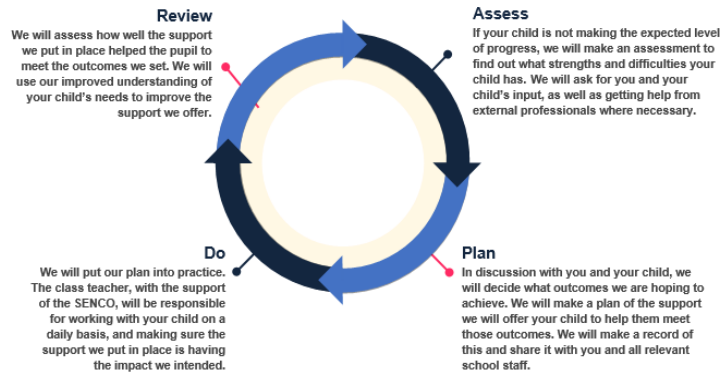 Review
We will assess how well the support
we put in place helped the pupil to
meet the outcomes we set. We will
use our improved understanding of
your child's needs to improve the
support we offer.
Assess
If your child is not making the expected level
of progress, we will make an assessment to
find out what strengths and difficulties your
child has. We will ask for you and your
child's input, as well as getting help from
external professionals where necessary.
Do
We will put our plan into practice.
The class teacher, with the support
of the SENCO, will be responsible
for working with your child on a
daily basis, and making sure the
support we put in place is having
the impact we intended.
Plan
In discussion with you and your child, we
will decide what outcomes we are hoping to
achieve. We will make a plan of the support
we will offer your child to help them meet
those outcomes. We will make a record of
this and share it with you and all relevant
school staff.